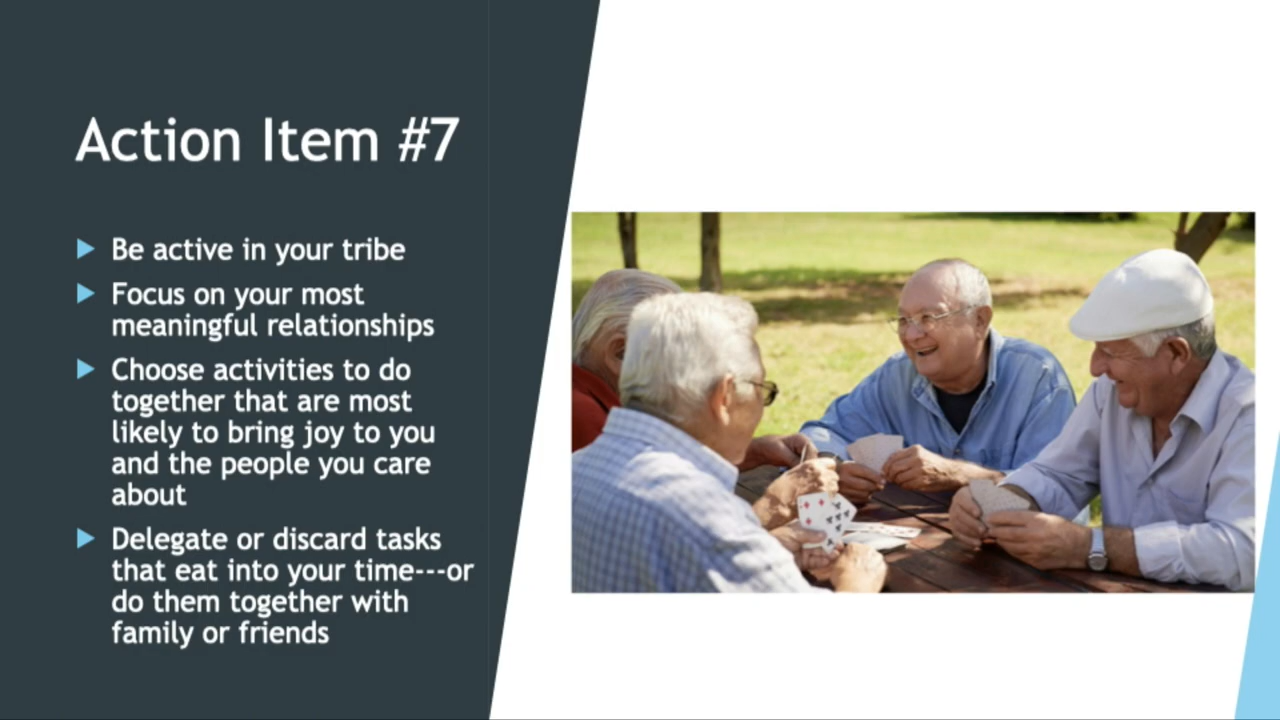 Action Item #7
Be active in your tribe
Focus on your most
meaningful relationships
Choose activities to do
together that are most
likely to bring joy to you
and the people you care
about
Delegate or discard tasks
that eat into your time---or
do them together with
family or friends